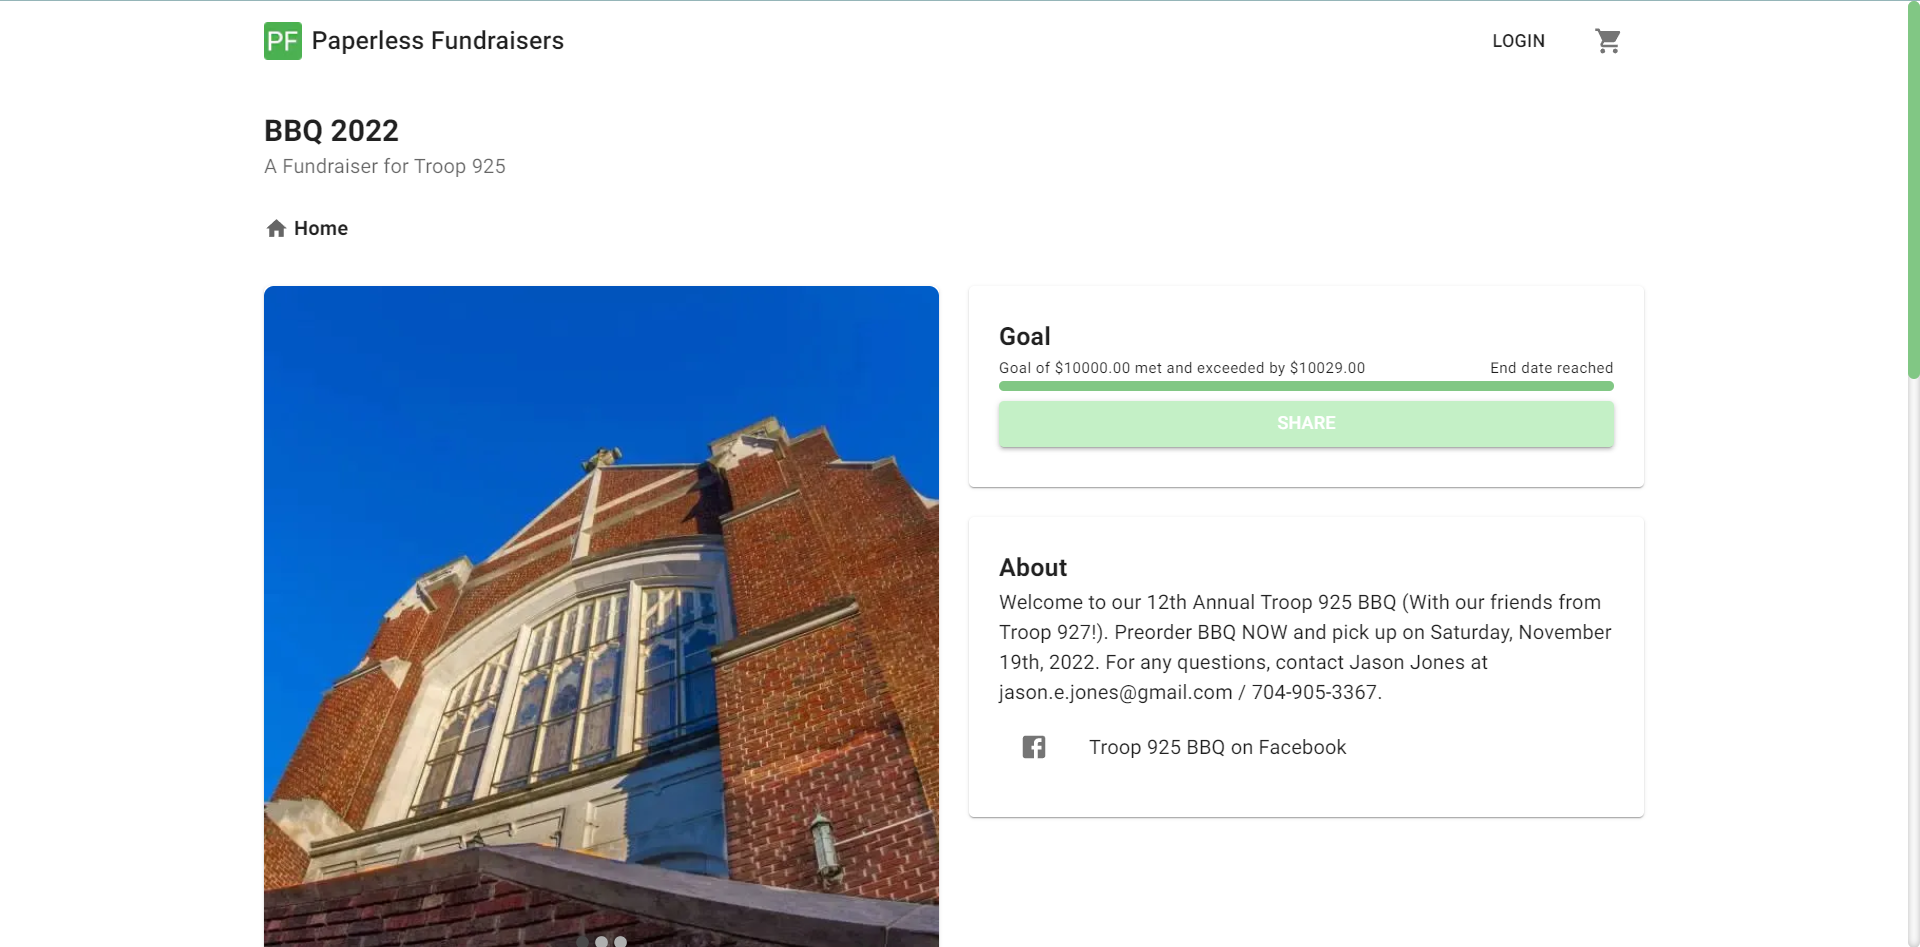 PF Paperless Fundraisers
LOGIN
BBQ 2022
A Fundraiser for Troop 925
Home
Goal
Goal of $10000.00 met and exceeded by $10029.00
End date reached
SHARE
About
Welcome to our 12th Annual Troop 925 BBQ (With our friends from
Troop 927!). Preorder BBQ NOW and pick up on Saturday, November
19th, 2022. For any questions, contact Jason Jones at
jason.e.jones@gmail.com / 704-905-3367.
Troop 925 BBQ on Facebook